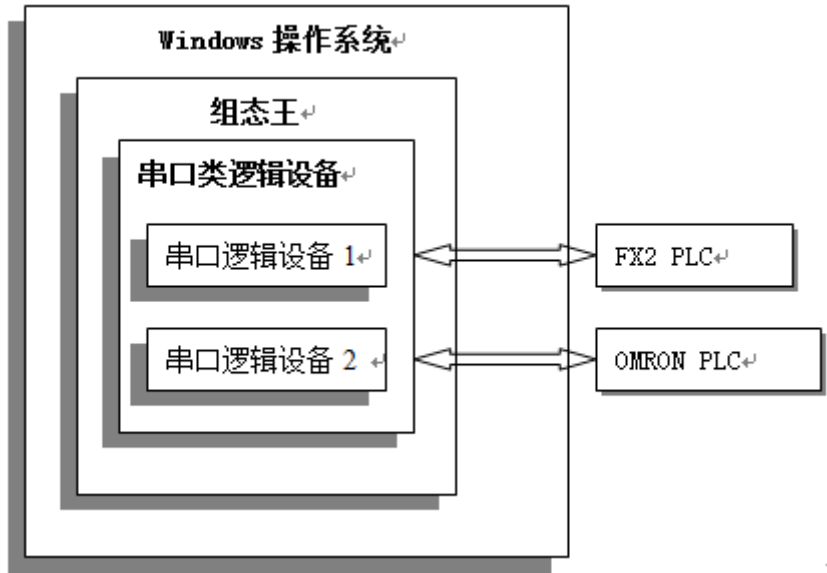 Windows 操作系统
组态王
串口类逻辑设备
串口逻辑设备 1
FX2 PLC
串口逻辑设备 2
OMRON PLC